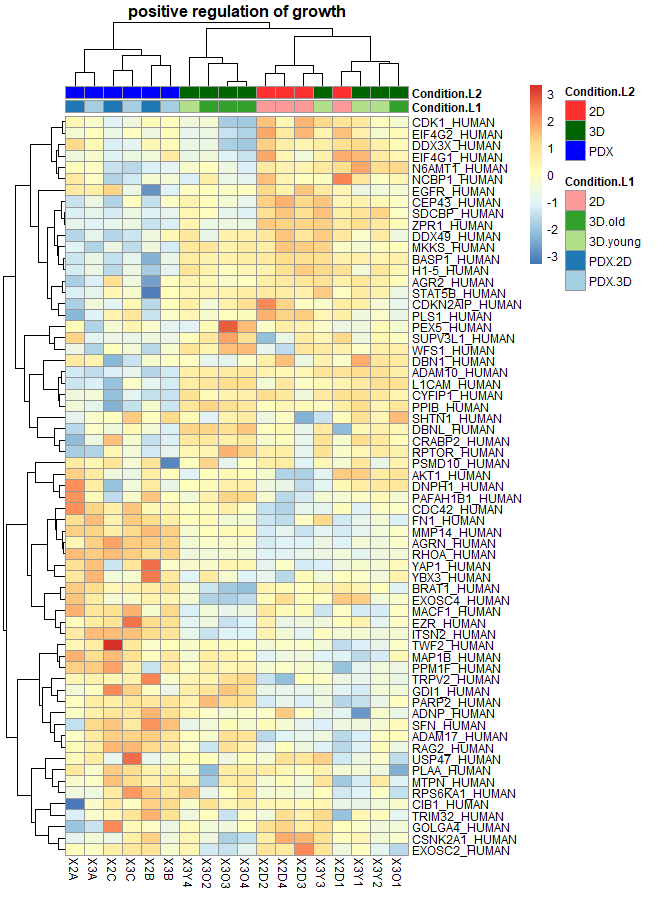 positive regulation of growth
Condition.L2
Condition.L1
CDK1_HUMAN
EIF4G2_HUMAN
DDX3X_HUMAN
EIF4G1_HUMAN
N6AMT1_HUMAN
NCBP1_HUMAN
EGFR_HUMAN
CEP43_HUMAN
SDCBP_HUMAN
ZPR1_HUMAN
DDX49_HUMAN
MKKS_HUMAN
BASP1_HUMAN
H1-5_HUMAN
AGR2_HUMAN
STAT5B_HUMAN
CDKN2AIP_HUMAN
PLS1_HUMAN
PEX5_HUMAN
SUPV3L1_HUMAN
WFS1_HUMAN
DBN1_HUMAN
ADAM10_HUMAN
L1CAM_HUMAN
CYFIP1_HUMAN
PPIB_HUMAN
SHTN1_HUMAN
DBNL_HUMAN
CRABP2_HUMAN
RPTOR_HUMAN
PSMD10_HUMAN
AKT1_HUMAN
DNPH1_HUMAN
PAFAH1B1_HUMAN
CDC42_HUMAN
FN1_HUMAN
MMP14_HUMAN
AGRN_HUMAN
RHOA_HUMAN
YAP1_HUMAN
YBX3_HUMAN
BRAT1_HUMAN
EXOSC4_HUMAN
MACF1_HUMAN
EZR_HUMAN
ITSN2_HUMAN
TWF2_HUMAN
MAP1B_HUMAN
PPM1F_HUMAN
TRPV2_HUMAN
GDI1_HUMAN
PARP2_HUMAN
ADNP_HUMAN
SFN_HUMAN
ADAM17_HUMAN
RAG2_HUMAN
USP47_HUMAN
PLAA_HUMAN
MTPN_HUMAN
RPS6KA1_HUMAN
CIB1_HUMAN
TRIM32_HUMAN
GOLGA4_HUMAN
CSNK2A1_HUMAN
EXOSC2_HUMAN
X2A
X3A
X2C
X3C
X2B
X3B
X3Y4
X3O2
X3O3
X3O4
X2D2
X2D4
X2D3
X3Y3
X2D1
X3Y1
X3Y2
X3O1
3
2
1
0
-1
-2
-3
Condition.L2
2D
3D
PDX
Condition.L1
2D
3D.old
3D.young
PDX.2D
PDX.3D